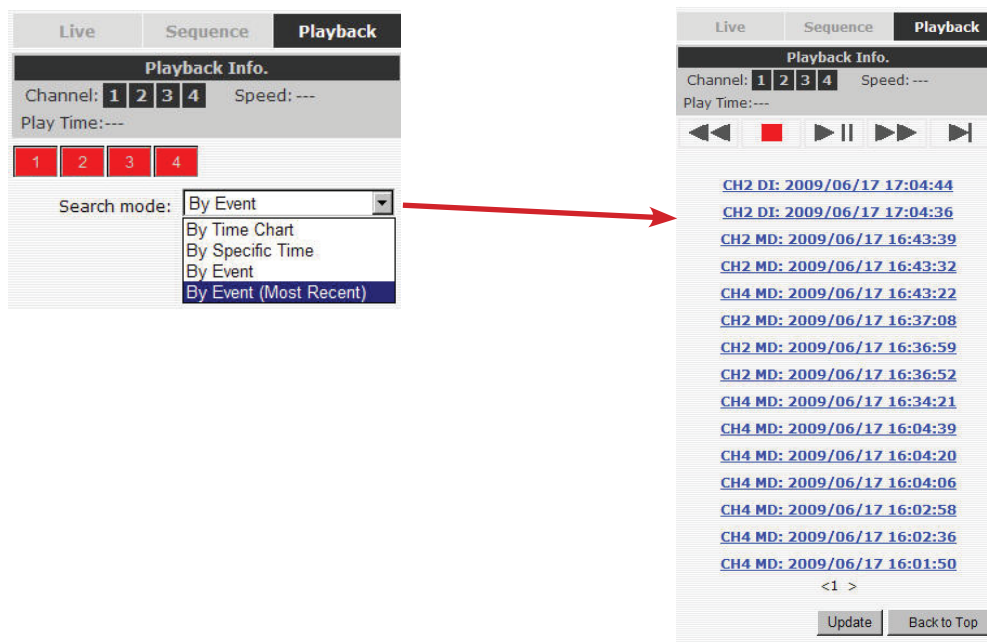 Live Sequence Playback
Playback Info.
Channel: 1 2 3 4 Speed: ---
Play Time:---
1 2 3 4
Search mode: By Event
By Time Chart
By Specific Time
By Event
By Event (Most Recent)
Live Sequence Playback
Playback Info.
Channel: 1 2 3 4 Speed: ---
Play Time:---
CH2 DI: 2009/06/17 17:04:44
CH2 DI: 2009/06/17 17:04:36
CH2 MD: 2009/06/17 16:43:39
CH2 MD: 2009/06/17 16:43:32
CH4 MD: 2009/06/17 16:43:22
CH2 MD: 2009/06/17 16:37:08
CH2 MD: 2009/06/17 16:36:59
CH2 MD: 2009/06/17 16:36:52
CH4 MD: 2009/06/17 16:34:21
CH4 MD: 2009/06/17 16:04:39
CH4 MD: 2009/06/17 16:04:20
CH4 MD: 2009/06/17 16:04:06
CH4 MD: 2009/06/17 16:02:58
CH4 MD: 2009/06/17 16:02:36
CH4 MD: 2009/06/17 16:01:50
<1 >
Update Back to Top